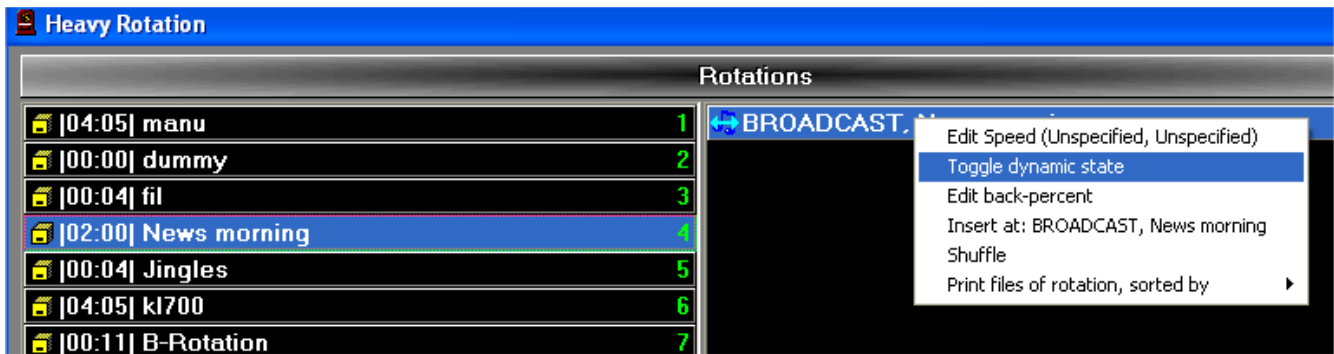 Heavy Rotation
Rotations
|04:05| manu 1
|00:00| dummy 2
|00:04| fil 3
|02:00| News morning 4
|00:04| Jingles 5
|04:05| kl700 6
|00:11| B-Rotation 7
BROADCAST,
Edit Speed (Unspecified, Unspecified)
Toggle dynamic state
Edit back-percent
Insert at: BROADCAST, News morning
Shuffle
Print files of rotation, sorted by